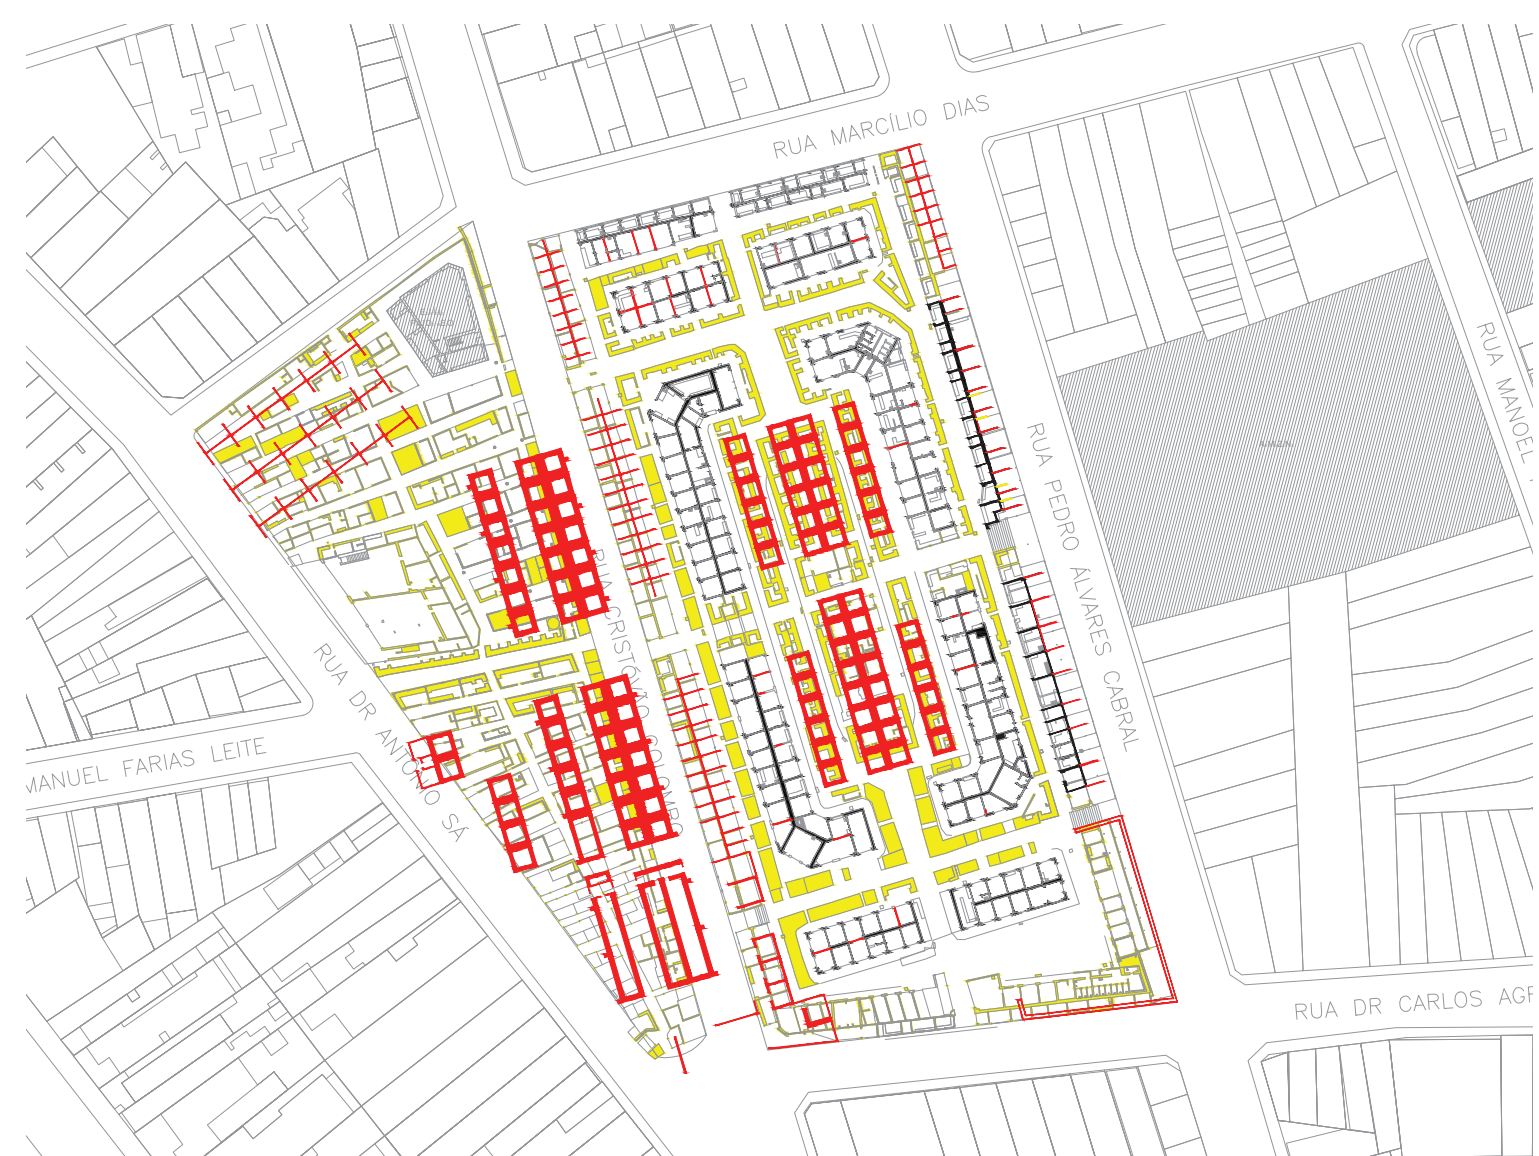 RUA MARCÍLIO DIAS
RUA MANOEL
RUA PEDRO ÁLVARES CABRAL
A.M.Z.N.
RUA CRISTÓVÃO COLOMBO
RUA DR ANTÔNIO SÁ
MANUEL FARIAS LEITE
RUA DR CARLOS AGR